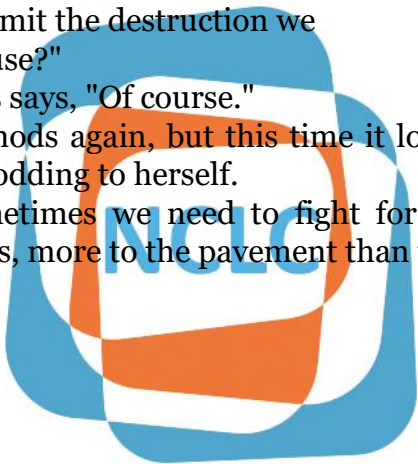 mit the destruction we
use?"
s says, "Of course."
nods again, but this time it lo
odding to herself.
netimes we need to fight for
NCLC
s, more to the pavement than